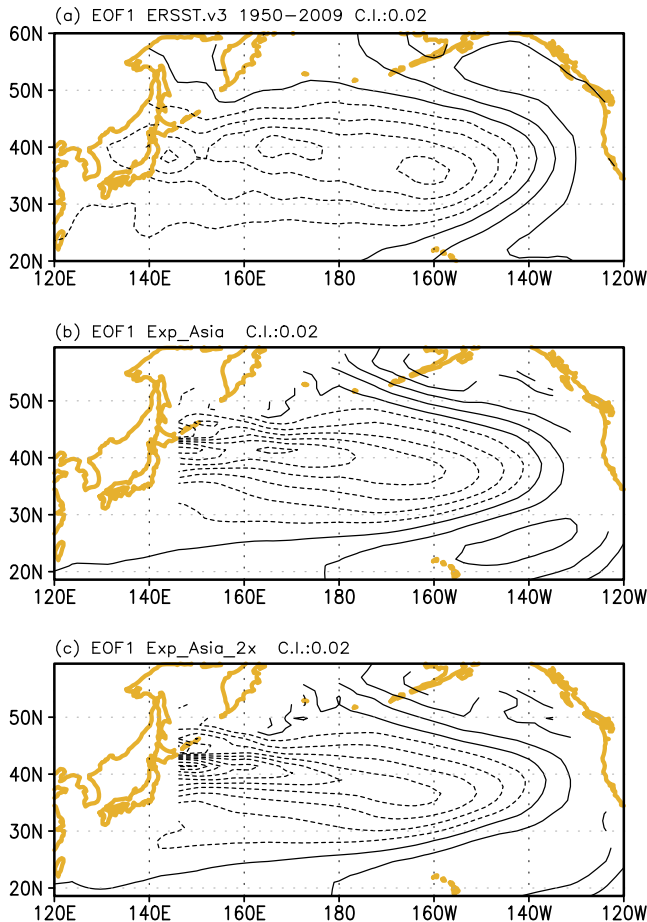 (a) EOF1 ERSST.v3 1950−2009 C.I.:0.02
60N
50N
40N
30N
20N
120E 140E 160E 180 160W 140W 120W
(b) EOF1 Exp_Asia C.I.:0.02
50N
40N
30N
20N
120E 140E 160E 180 160W 140W 120W
(c) EOF1 Exp_Asia_2x C.I.:0.02
50N
40N
30N
20N
120E 140E 160E 180 160W 140W 120W